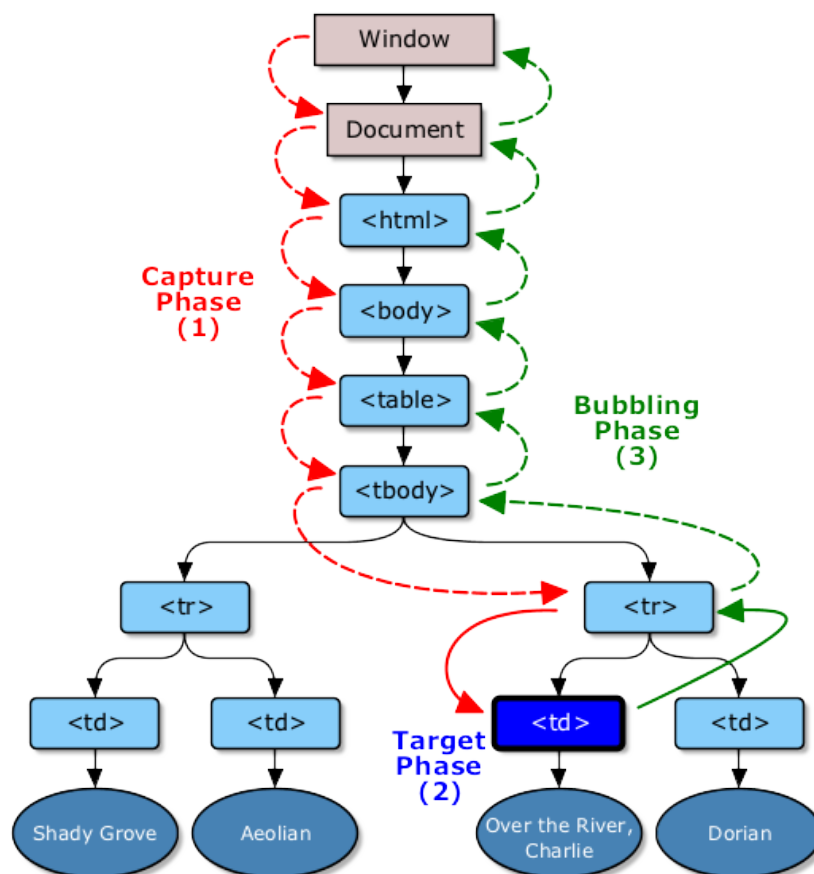 Window
Document
<html>
Capture
Phase
(1)
<body>
<table>
Bubbling
Phase
(3)
<tbody>
<tr>
<tr>
<td>
<td>
<td>
<td>
Target
Phase
(2)
Shady Grove
Aeolian
Over the River,
Charlie
Dorian